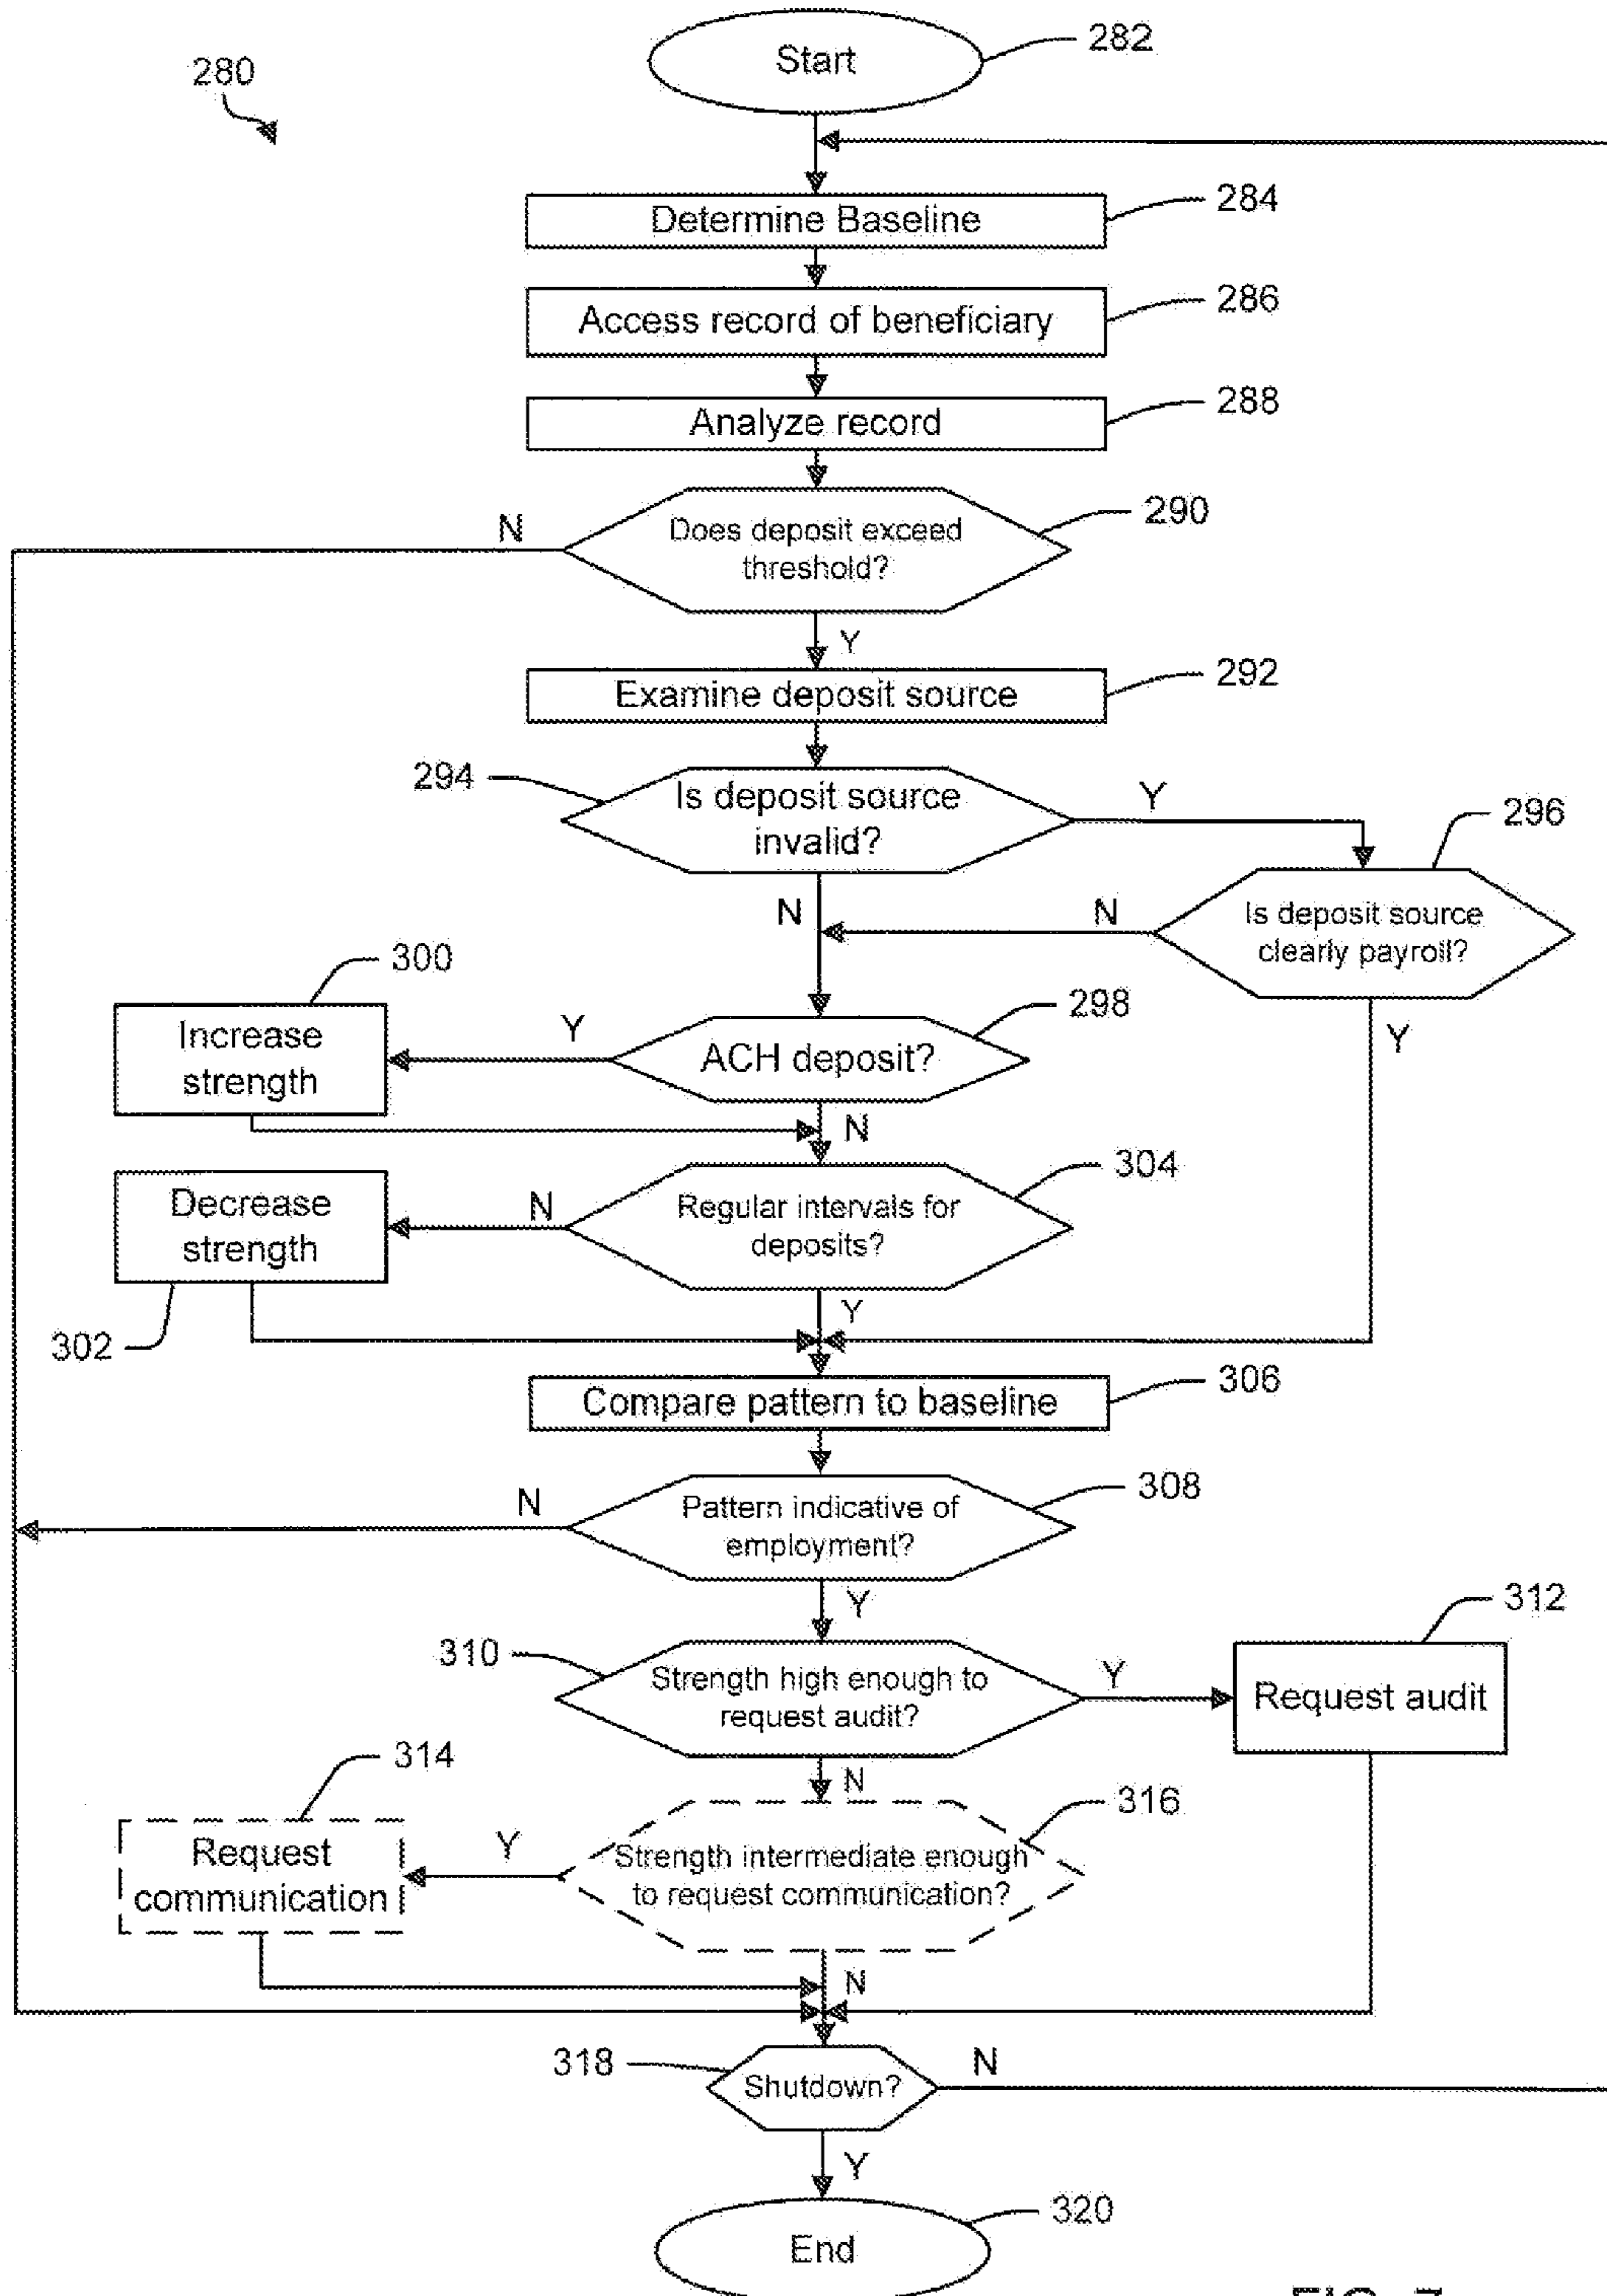 280
Start
282
Determine Baseline
284
Access record of beneficiary
286
Analyze record
288
N
Does deposit exceed
threshold?
290
Y
Examine deposit source
292
294
Is deposit source
invalid?
Y
296
Is deposit source
clearly payroll?
N
N
Y
300
Increase
strength
Y
ACH deposit?
298
N
Decrease
strength
302
N
Regular intervals for
deposits?
304
Y
Compare pattern to baseline
306
N
Pattern indicative of
employment?
308
Y
310
Strength high enough to
request audit?
Y
312
Request audit
N
314
Request
communication
Y
Strength intermediate enough
to request communication?
316
N
318
Shutdown?
N
Y
End
320